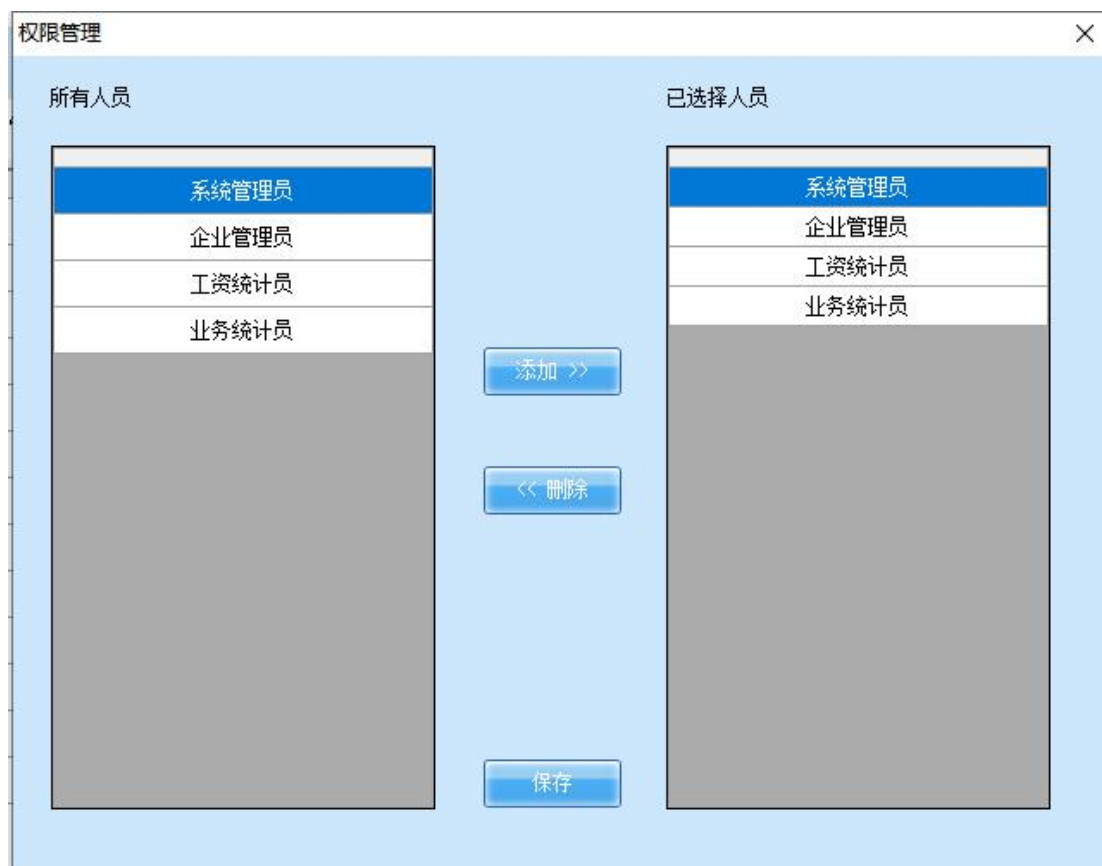 权限管理
所有人员
已选择人员
系统管理员
企业管理员
工资统计员
业务统计员
添加 >>
<< 删除
保存
系统管理员
企业管理员
工资统计员
业务统计员